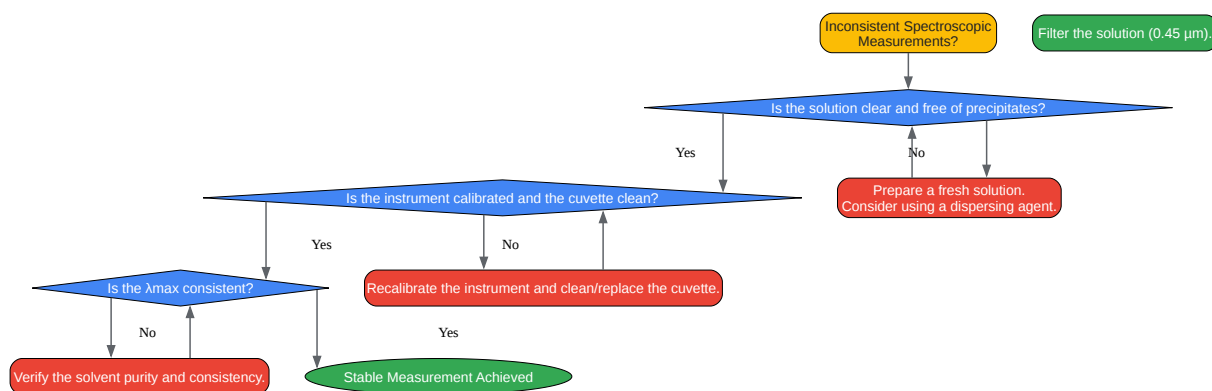 Inconsistent Spectroscopic
Measurements?
Filter the solution (0.45 µm).
Is the solution clear and free of precipitates?
Yes
No
Prepare a fresh solution.
Consider using a dispersing agent.
Is the instrument calibrated and the cuvette clean?
Yes
No
Recalibrate the instrument and clean/replace the cuvette.
Is the λmax consistent?
No
Yes
Verify the solvent purity and consistency.
Stable Measurement Achieved